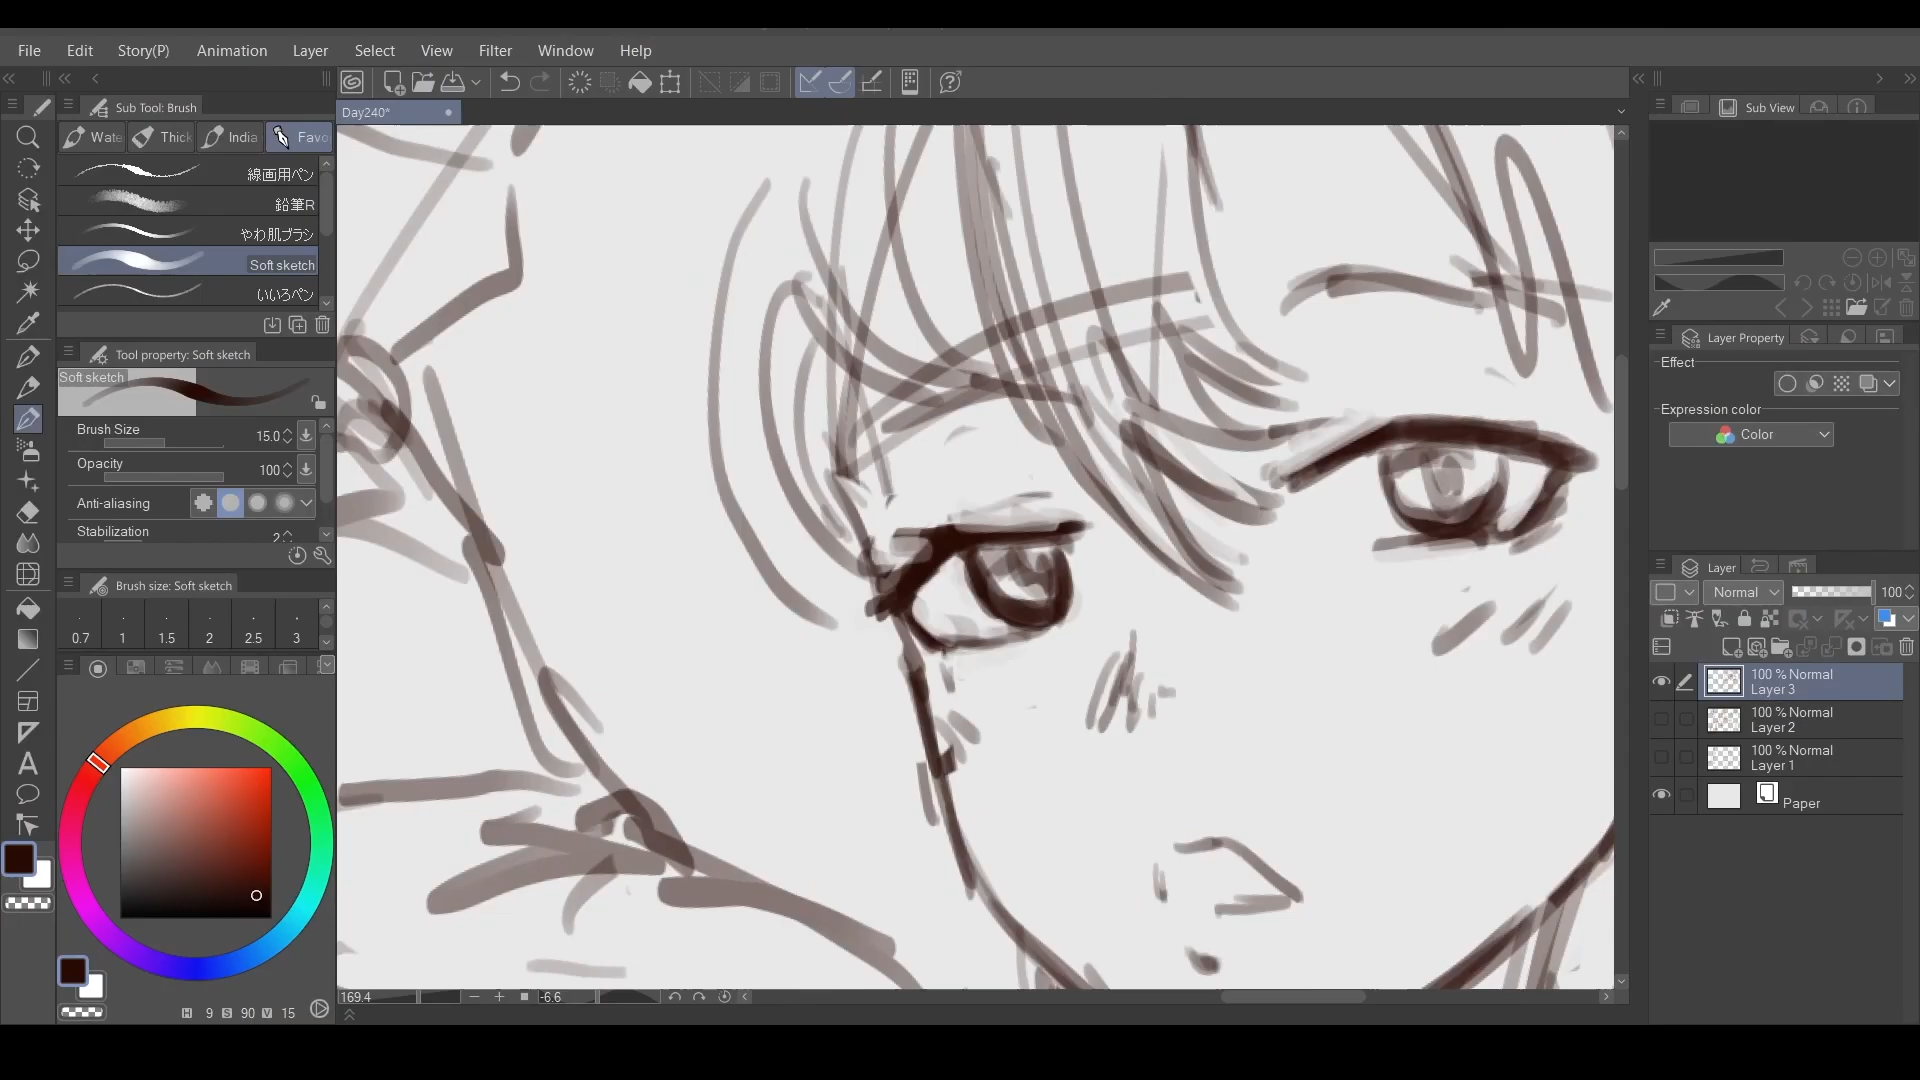 File Edit Story(P) Animation Layer Select View Filter Window Help
Sub Tool: Brush
Wate Thick India Favo
線画用ペン
鉛筆R
やわ肌ブラシ
Soft sketch
いいろペン
Tool property: Soft sketch
Soft sketch
Brush Size 15.0
Opacity 100
Anti-aliasing
Stabilization 2
Brush size: Soft sketch
0.7 1 1.5 2 2.5 3
H 9 S 90 V 15
Day240*
169.4 -6.6
Sub View
Layer Property
Effect
Expression color
Color
Layer
Normal 100
100 % Normal
Layer 3
100 % Normal
Layer 2
100 % Normal
Layer 1
Paper